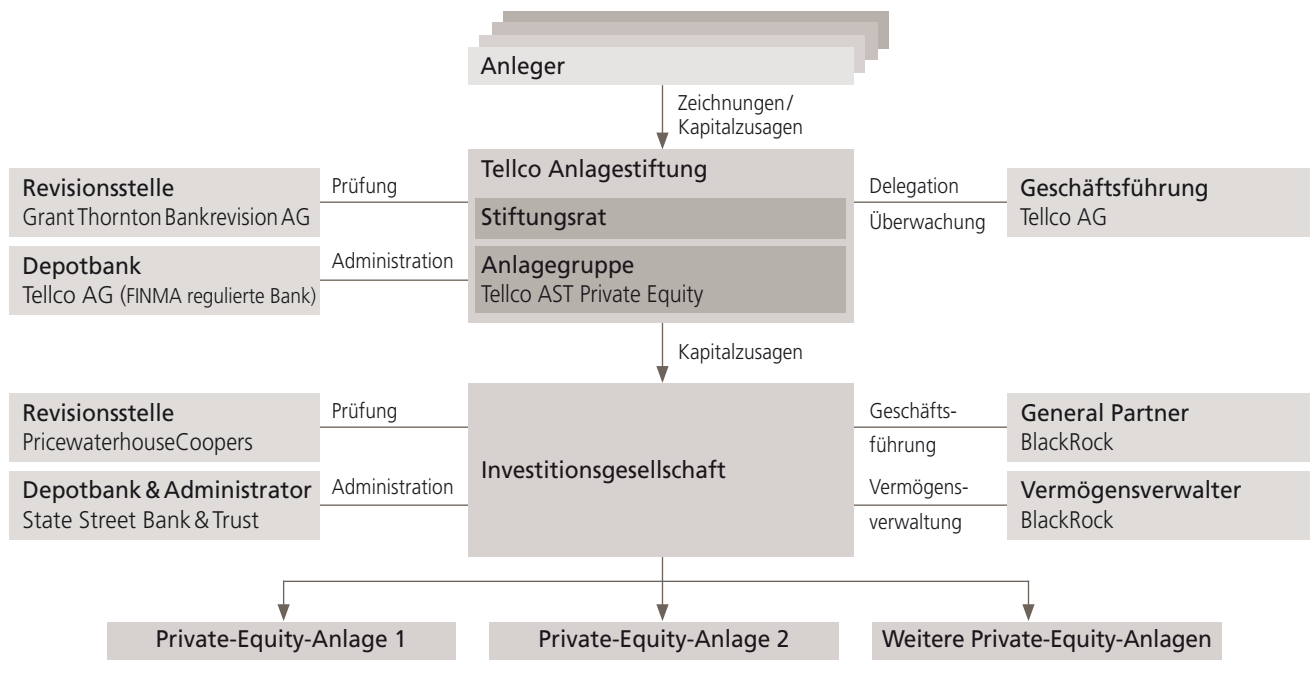 Anleger
Zeichnungen/
Kapitalzusagen
Tellco Anlagestiftung
Revisionsstelle
Grant Thornton Bankrevision AG
Prüfung
Stiftungsrat
Delegation
Überwachung
Geschäftsführung
Tellco AG
Depotbank
Tellco AG (FINMA regulierte Bank)
Administration
Anlagegruppe
Tellco AST Private Equity
Kapitalzusagen
Revisionsstelle
PricewaterhouseCoopers
Prüfung
Geschäfts-
führung
General Partner
BlackRock
Investitionsgesellschaft
Depotbank & Administrator
State Street Bank & Trust
Administration
Vermögens-
verwaltung
Vermögensverwalter
BlackRock
Private-Equity-Anlage 1
Private-Equity-Anlage 2
Weitere Private-Equity-Anlagen